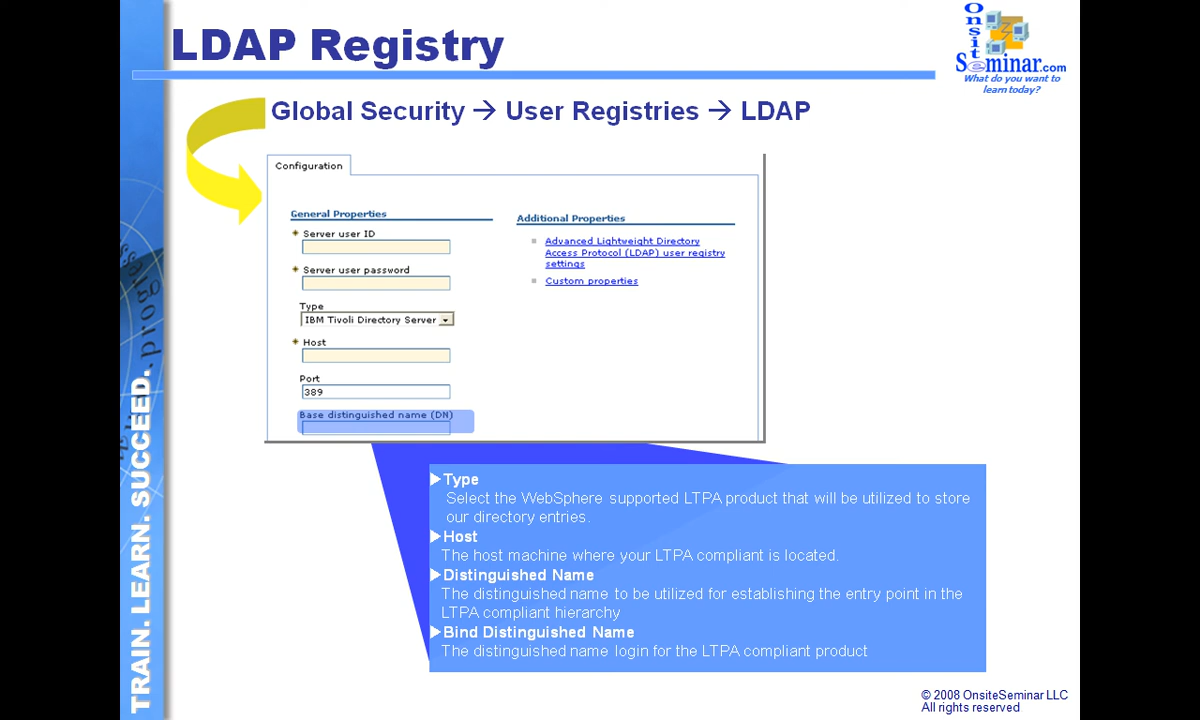 LDAP Registry
Onsite
Seminar.com
What do you want to
learn today?
Global Security → User Registries → LDAP
Configuration
General Properties
Server user ID
Server user password
Type
IBM Tivoli Directory Server
Host
Port
389
Base distinguished name (DN)
Additional Properties
Advanced Lightweight Directory
Access Protocol (LDAP) user registry
settings
Custom properties
Type
Select the WebSphere supported LTPA product that will be utilized to store
our directory entries.
Host
The host machine where your LTPA compliant is located.
Distinguished Name
The distinguished name to be utilized for establishing the entry point in the
LTPA compliant hierarchy
Bind Distinguished Name
The distinguished name login for the LTPA compliant product
TRAIN. LEARN. SUCCEED.
© 2008 OnsiteSeminar LLC
All rights reserved